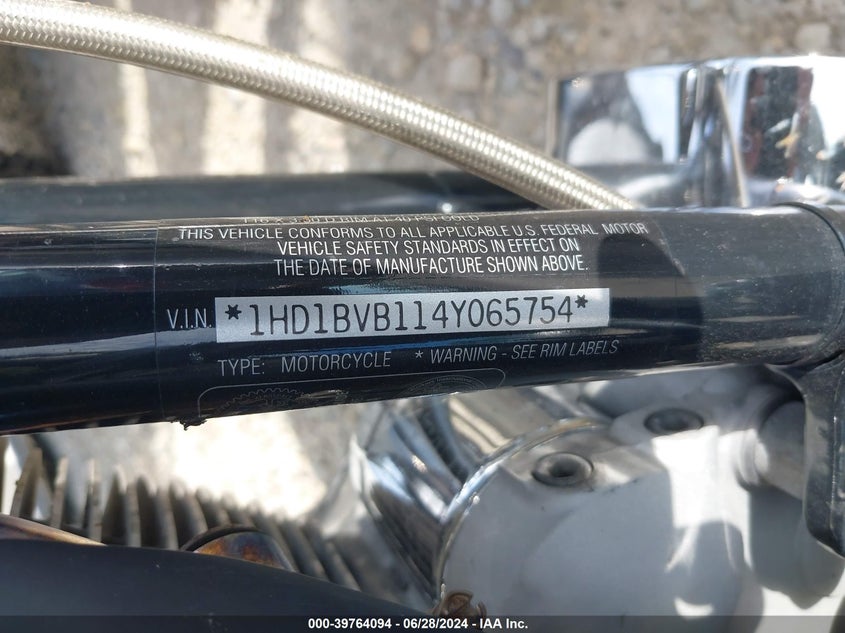 THIS VEHICLE CONFORMS TO ALL APPLICABLE U.S. FEDERAL MOTOR
VEHICLE SAFETY STANDARDS IN EFFECT ON
THE DATE OF MANUFACTURE SHOWN ABOVE.
V.I.N. *1HD1BVB114Y065754*
TYPE: MOTORCYCLE * WARNING - SEE RIM LABELS
000-39764094 - 06/28/2024 - IAA Inc.